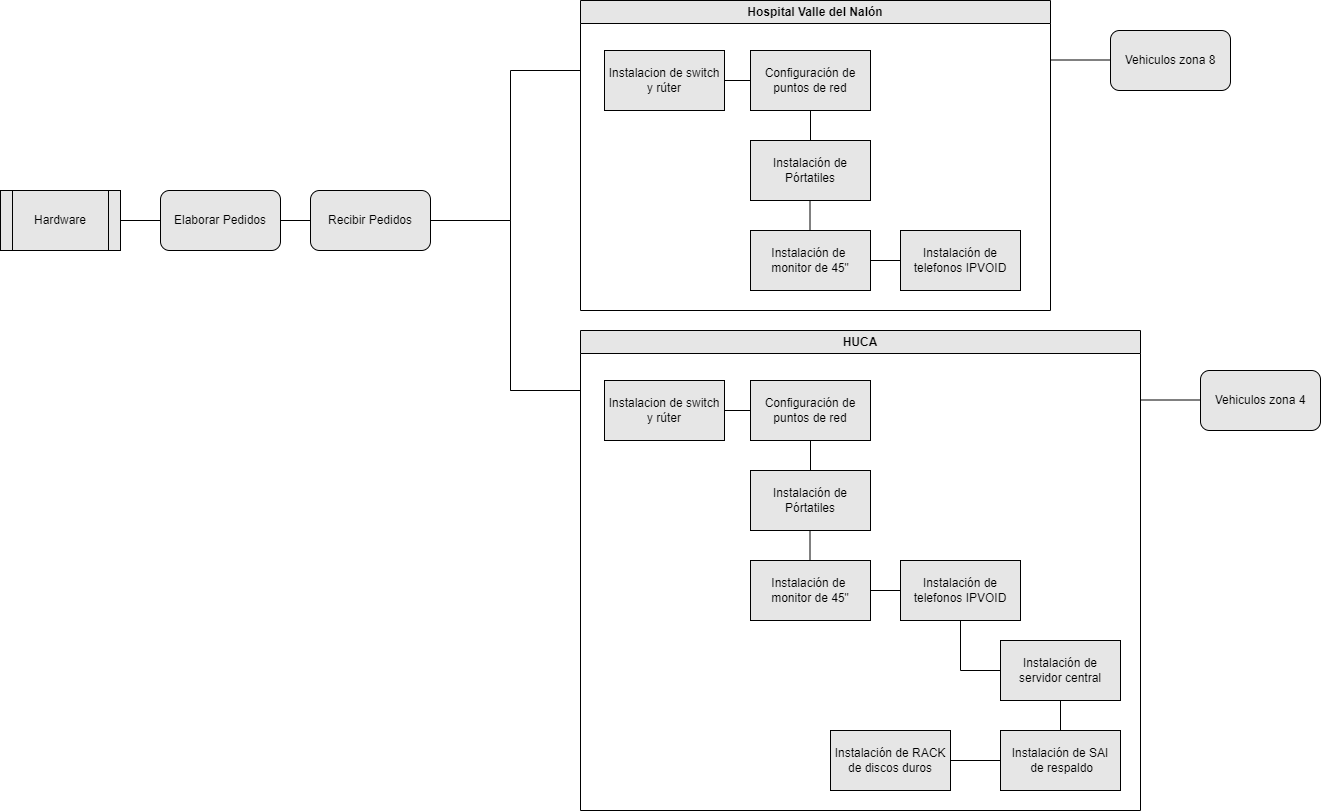 Hospital Valle del Nalón
Instalacion de switch
y rúter
Configuración de
puntos de red
Vehiculos zona 8
Instalación de
Pórtatiles
Hardware
Elaborar Pedidos
Recibir Pedidos
Instalación de
monitor de 45"
Instalación de
telefonos IPVOID
HUCA
Instalacion de switch
y rúter
Configuración de
puntos de red
Vehiculos zona 4
Instalación de
Pórtatiles
Instalación de
monitor de 45"
Instalación de
telefonos IPVOID
Instalación de
servidor central
Instalación de RACK
de discos duros
Instalación de SAI
de respaldo